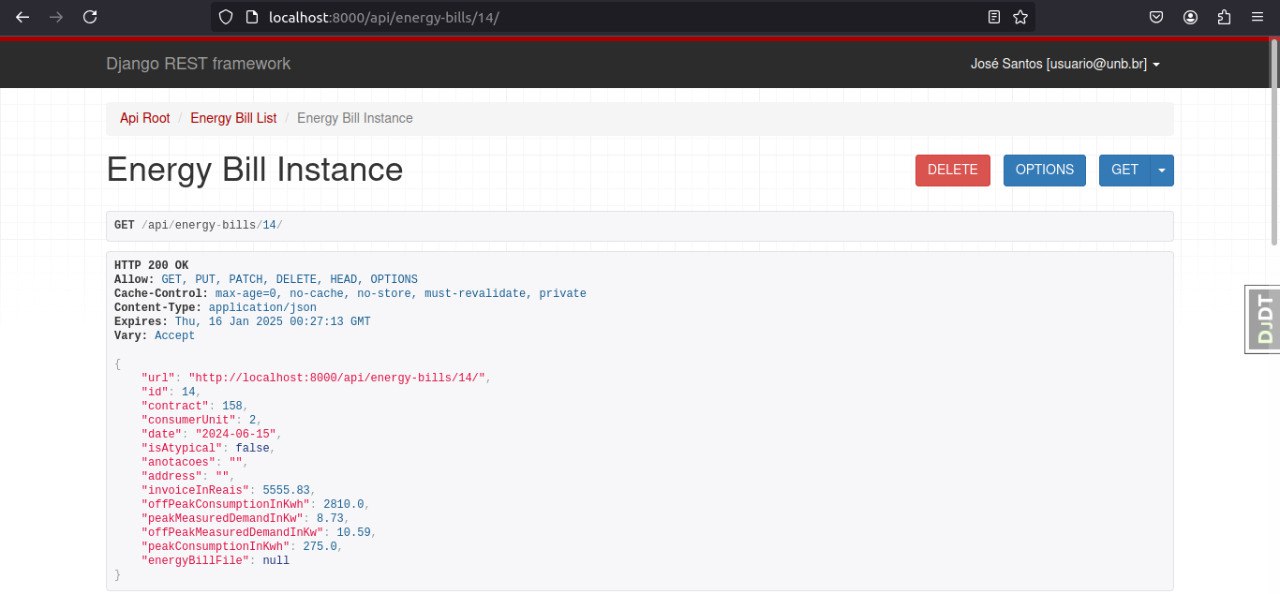 localhost:8000/api/energy-bills/14/
Django REST framework
José Santos [usuario@unb.br]
Api Root / Energy Bill List / Energy Bill Instance
Energy Bill Instance
DELETE
OPTIONS
GET
GET /api/energy-bills/14/
HTTP 200 OK
Allow: GET, PUT, PATCH, DELETE, HEAD, OPTIONS
Cache-Control: max-age=0, no-cache, no-store, must-revalidate, private
Content-Type: application/json
Expires: Thu, 16 Jan 2025 00:27:13 GMT
Vary: Accept
{
    "url": "http://localhost:8000/api/energy-bills/14/",
    "id": 14,
    "contract": 158,
    "consumerUnit": 2,
    "date": "2024-06-15",
    "isAtypical": false,
    "anotacoes": "",
    "address": "",
    "invoiceInReais": 5555.83,
    "offPeakConsumptionInKwh": 2810.0,
    "peakMeasuredDemandInKw": 8.73,
    "offPeakMeasuredDemandInKw": 10.59,
    "peakConsumptionInKwh": 275.0,
    "energyBillFile": null
}
DJDT